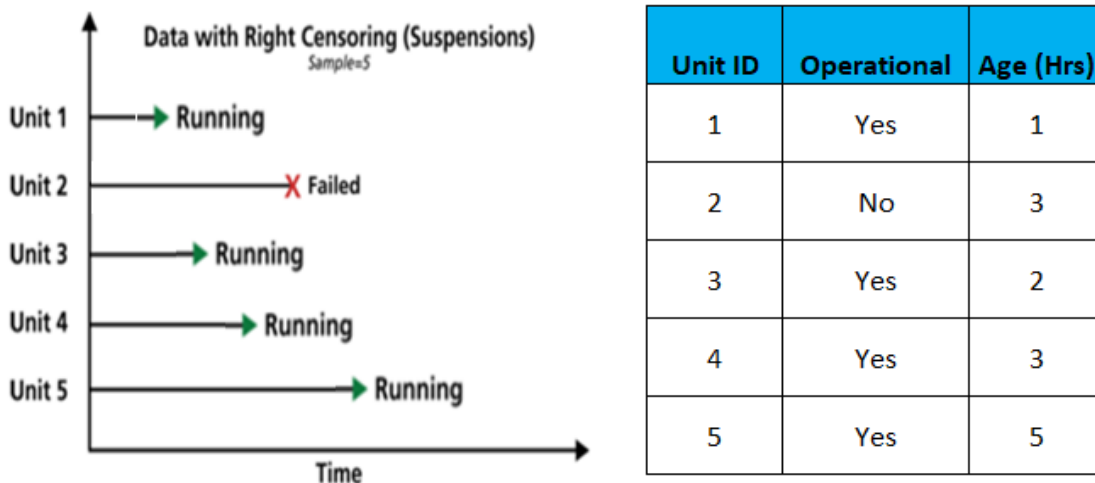 Data with Right Censoring (Suspensions)
Sample=5
Unit 1 Running
Unit 2 Failed
Unit 3 Running
Unit 4 Running
Unit 5 Running
Time
Unit ID Operational Age (Hrs)
1 Yes 1
2 No 3
3 Yes 2
4 Yes 3
5 Yes 5